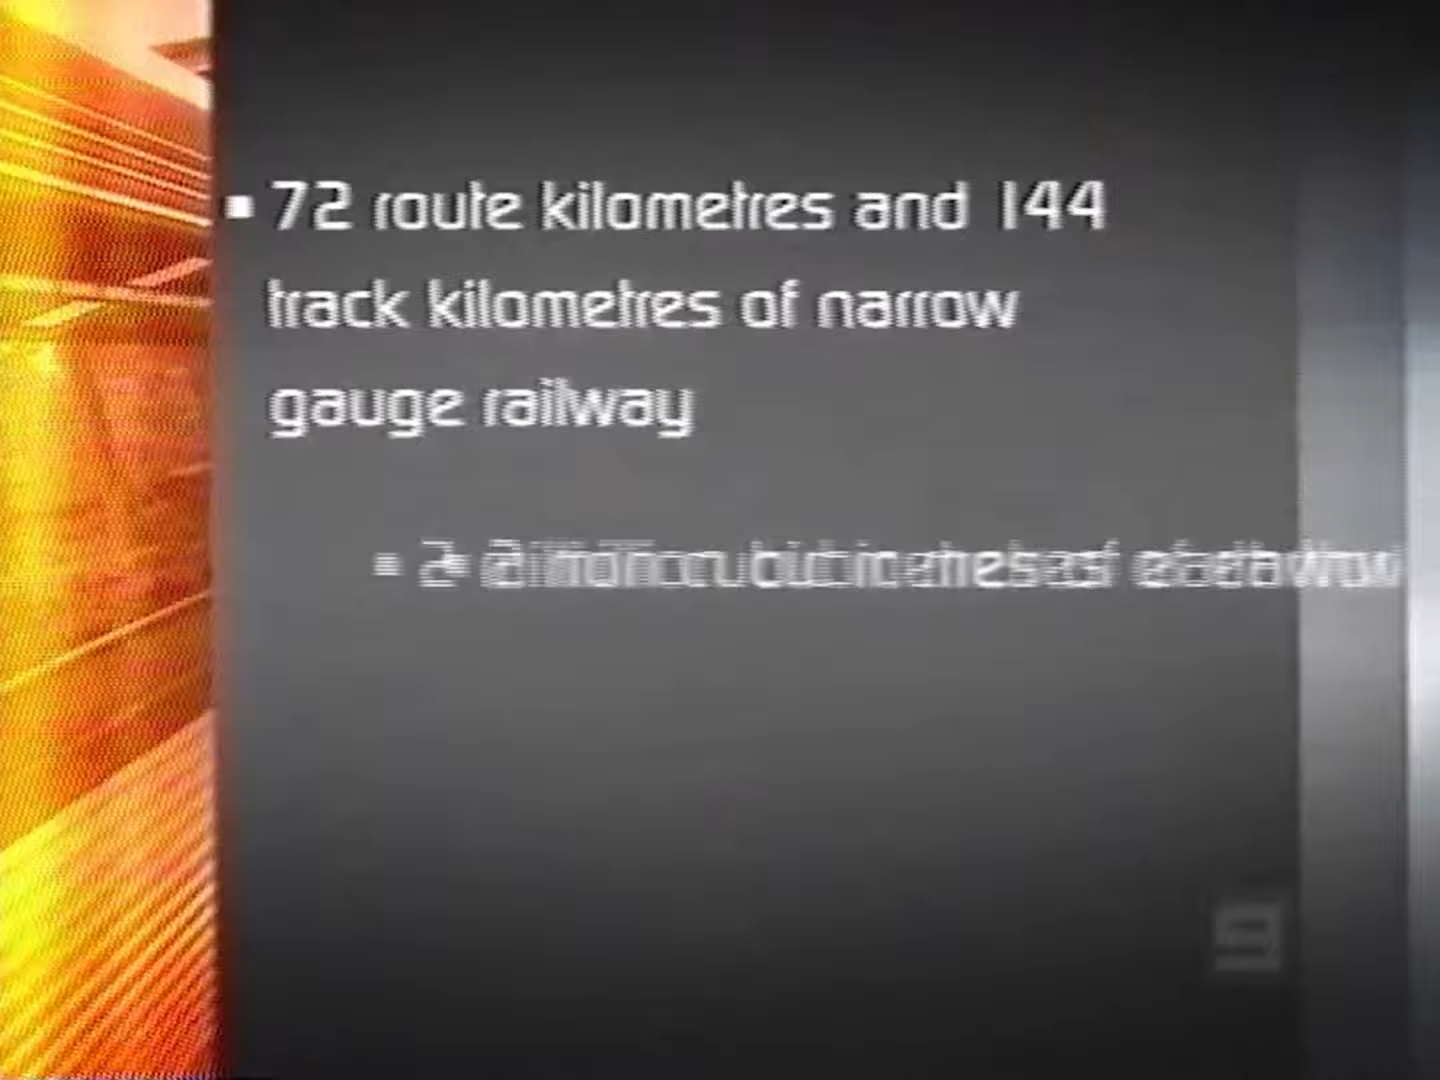 ▪ 72 route kilometres and 144
track kilometres of narrow
gauge railway